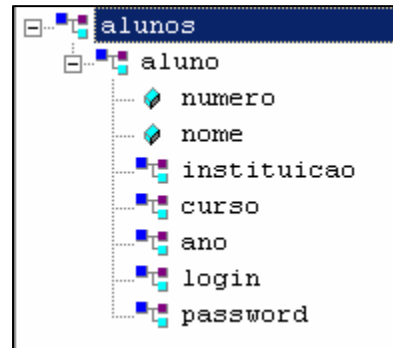 alunos
aluno
numero
nome
instituicao
curso
ano
login
password